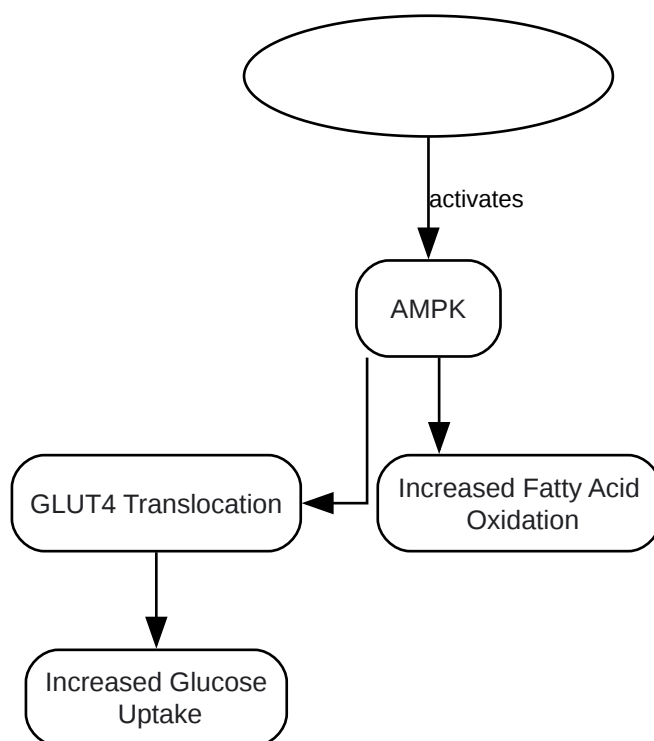 activates
AMPK
GLUT4 Translocation
Increased Fatty Acid
Oxidation
Increased Glucose
Uptake